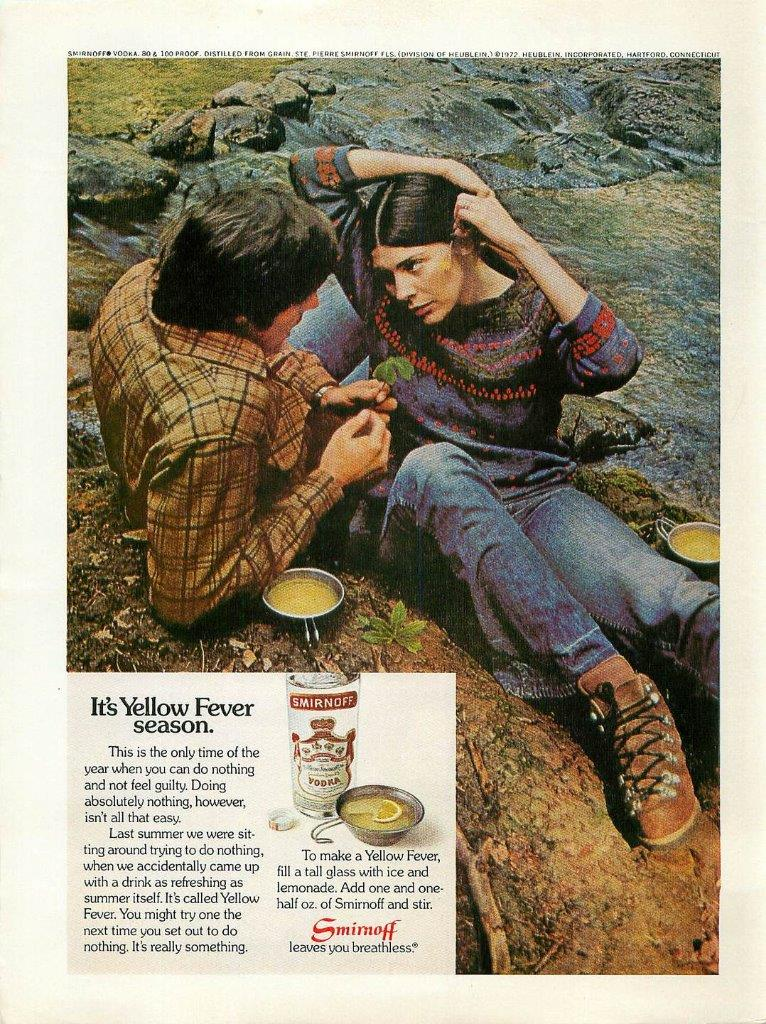 SMIRNOFF® VODKA. 80 & 100 PROOF. DISTILLED FROM GRAIN. STE. PIERRE SMIRNOFF FLS. (DIVISION OF HEUBLEIN.) ©1972, HEUBLEIN, INCORPORATED, HARTFORD, CONNECTICUT
It's Yellow Fever
season.
This is the only time of the
year when you can do nothing
and not feel guilty. Doing
absolutely nothing, however,
isn't all that easy.
Last summer we were sit-
ting around trying to do nothing,
when we accidentally came up
with a drink as refreshing as
summer itself. It's called Yellow
Fever. You might try one the
next time you set out to do
nothing. It's really something.
SMIRNOFF
VODKA
To make a Yellow Fever,
fill a tall glass with ice and
lemonade. Add one and one-
half oz. of Smirnoff and stir.
Smirnoff
leaves you breathless.®